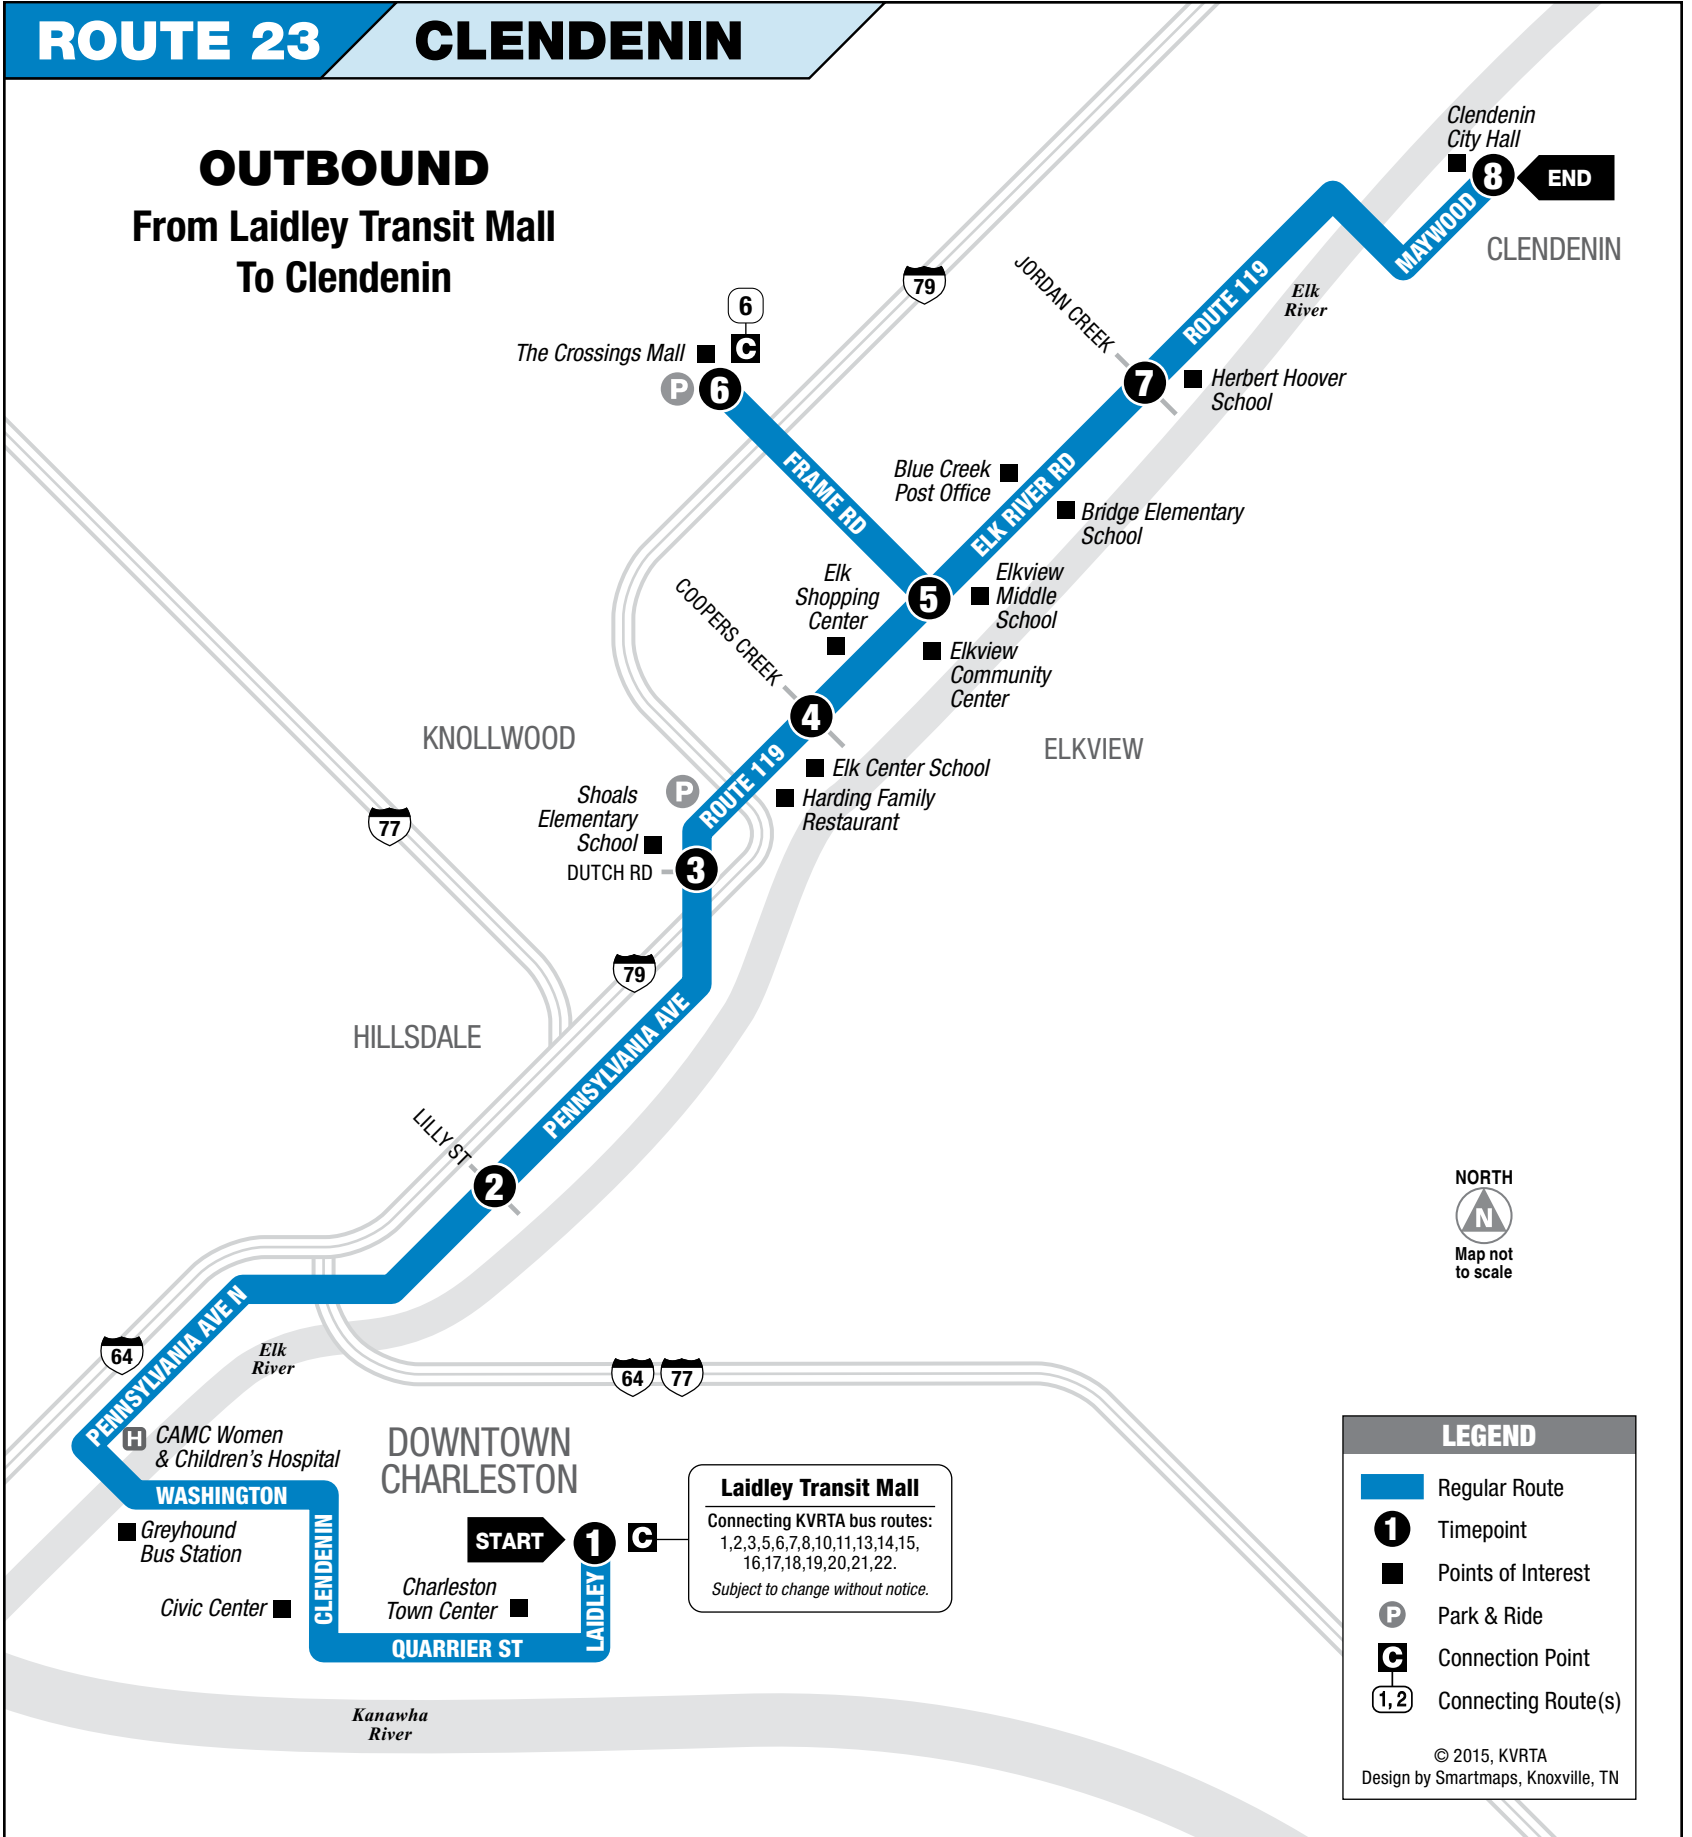 ROUTE 23
CLENDENIN
OUTBOUND
From Laidley Transit Mall
To Clendenin
Clendenin
City Hall
8
END
MAYWOOD
CLENDENIN
ROUTE 119
Elk
River
JORDAN CREEK
79
6
C
The Crossings Mall
P
6
7
Herbert Hoover
School
FRAME RD
Blue Creek
Post Office
ELK RIVER RD
Bridge Elementary
School
Elk
Shopping
Center
5
Elkview
Middle
School
COOPERS CREEK
Elkview
Community
Center
4
KNOLLWOOD
ELKVIEW
ROUTE 119
Elk Center School
Harding Family
Restaurant
P
Shoals
Elementary
School
DUTCH RD
3
77
79
HILLSDALE
PENNSYLVANIA AVE
LILLY ST
2
NORTH
N
Map not
to scale
PENNSYLVANIA AVE N
64
Elk
River
64
77
H
CAMC Women
& Children's Hospital
DOWNTOWN
CHARLESTON
WASHINGTON
Greyhound
Bus Station
CLENDENIN
Civic Center
START
1
C
Laidley Transit Mall
Connecting KVRTA bus routes:
1,2,3,5,6,7,8,10,11,13,14,15,
16,17,18,19,20,21,22.
Subject to change without notice.
Charleston
Town Center
LAIDLEY
QUARRIER ST
Kanawha
River
LEGEND
Regular Route
1
Timepoint
Points of Interest
P
Park & Ride
C
Connection Point
1,2
Connecting Route(s)
© 2015, KVRTA
Design by Smartmaps, Knoxville, TN